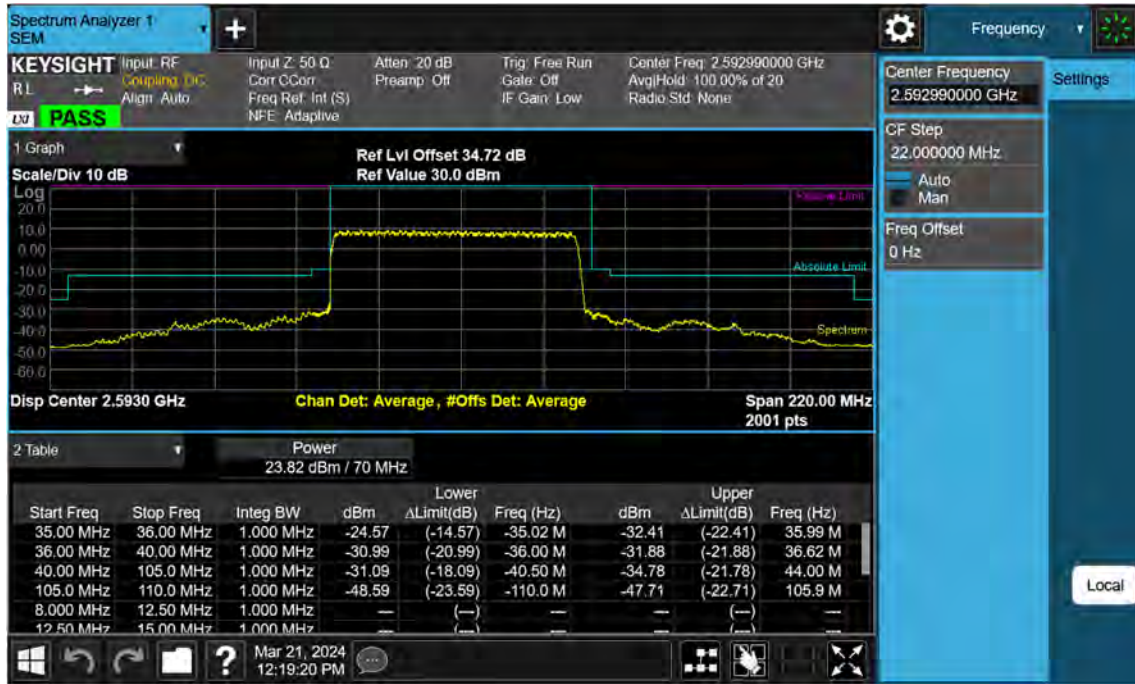 Spectrum Analyzer 1
SEM
+
Frequency
KEYSIGHT Input: RF
Coupling: DC
Align: Auto
RL
LXI PASS
Input Z: 50 Ω
Corr CCorr
Freq Ref: Int (S)
NFE: Adaptive
Atten: 20 dB
Preamp: Off
Trig: Free Run
Gate: Off
IF Gain: Low
Center Freq: 2.592990000 GHz
Avg|Hold: 100.00% of 20
Radio Std: None
Center Frequency
2.592990000 GHz
Settings
CF Step
22.000000 MHz
Auto
Man
Freq Offset
0 Hz
Local
1 Graph
Scale/Div 10 dB
Ref Lvl Offset 34.72 dB
Ref Value 30.0 dBm
Log
20.0
10.0
0.00
-10.0
-20.0
-30.0
-40.0
-50.0
-60.0
Relative Limit
Absolute Limit
Spectrum
Disp Center 2.5930 GHz
Chan Det: Average, #Offs Det: Average
Span 220.00 MHz
2001 pts
2 Table
Power
23.82 dBm / 70 MHz
Lower Upper
Start Freq Stop Freq Integ BW dBm ΔLimit(dB) Freq (Hz) dBm ΔLimit(dB) Freq (Hz)
35.00 MHz 36.00 MHz 1.000 MHz -24.57 (-14.57) -35.02 M -32.41 (-22.41) 35.99 M
36.00 MHz 40.00 MHz 1.000 MHz -30.99 (-20.99) -36.00 M -31.88 (-21.88) 36.62 M
40.00 MHz 105.0 MHz 1.000 MHz -31.09 (-18.09) -40.50 M -34.78 (-21.78) 44.00 M
105.0 MHz 110.0 MHz 1.000 MHz -48.59 (-23.59) -110.0 M -47.71 (-22.71) 105.9 M
8.000 MHz 12.50 MHz 1.000 MHz --- (---) --- --- (---) ---
12.50 MHz 15.00 MHz 1.000 MHz --- (---) --- --- (---) ---
?
Mar 21, 2024
12:19:20 PM